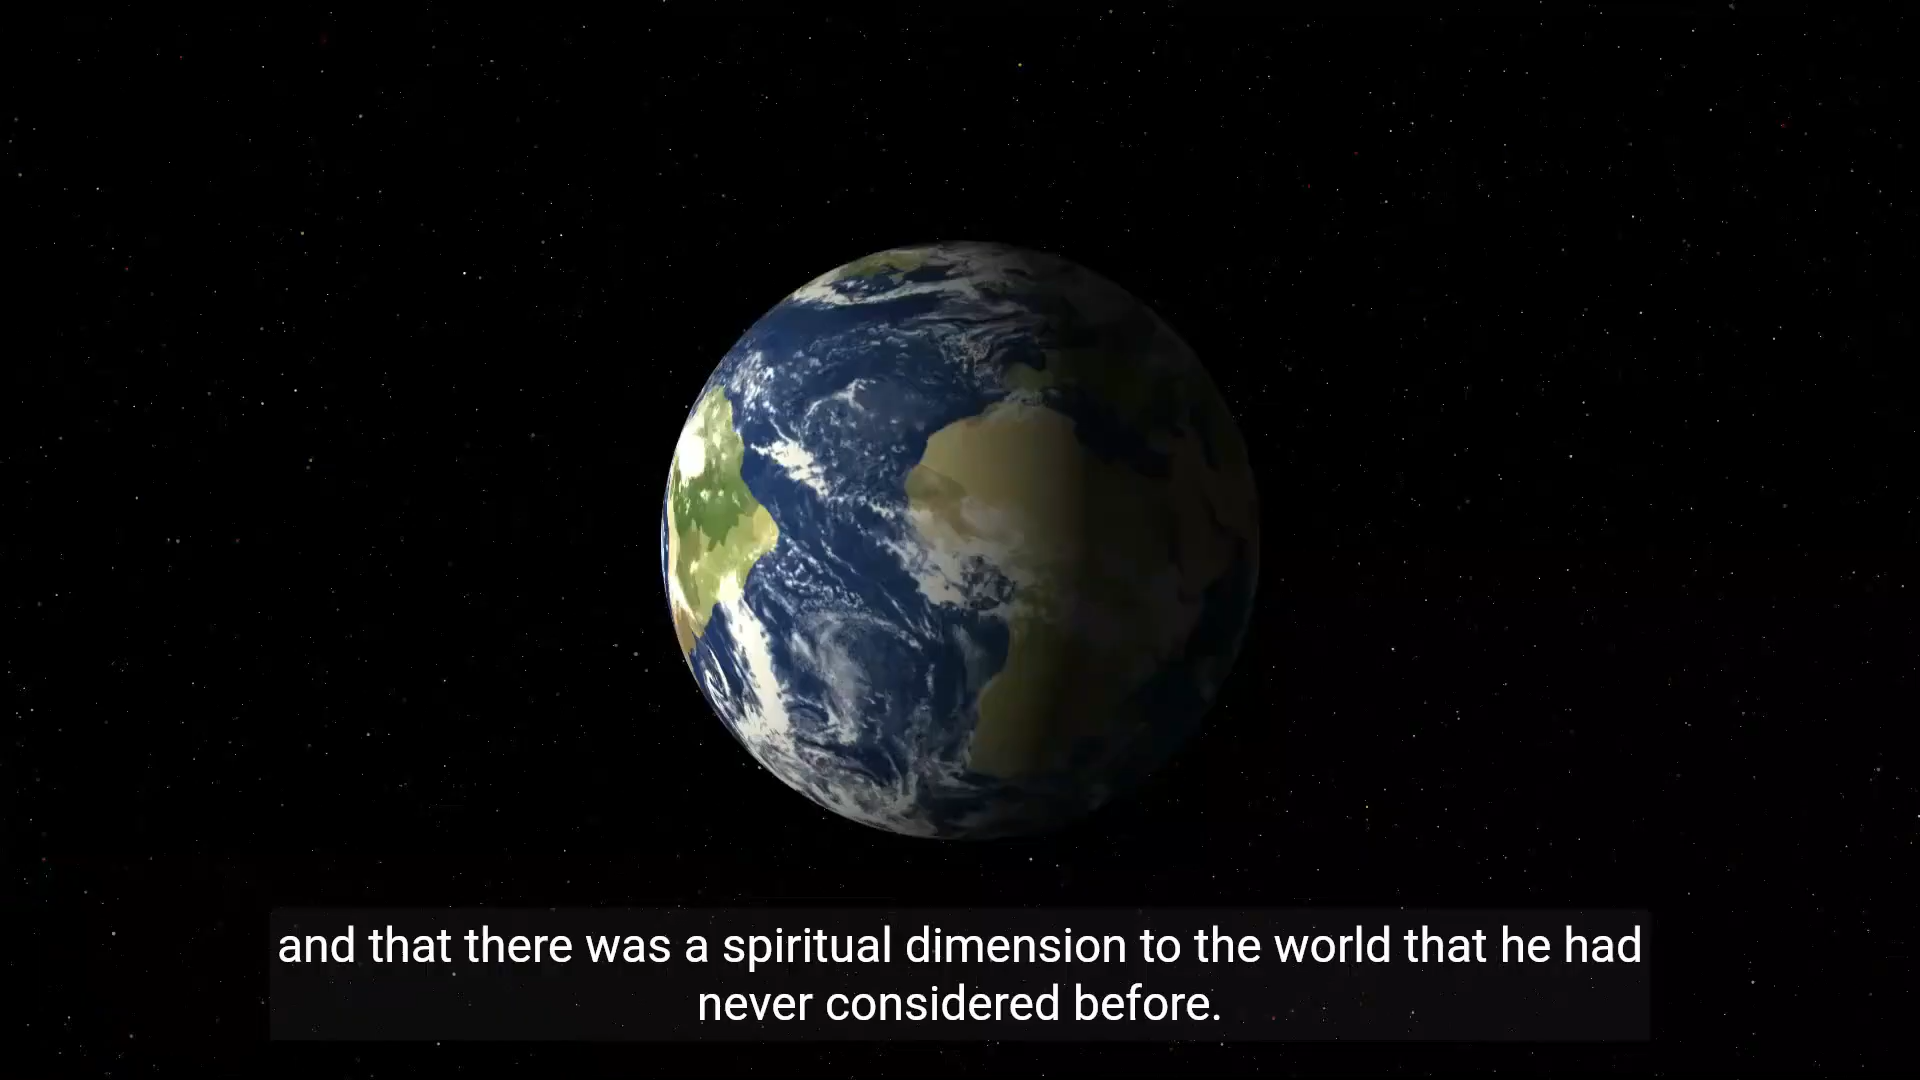 and that there was a spiritual dimension to the world that he had
never considered before.